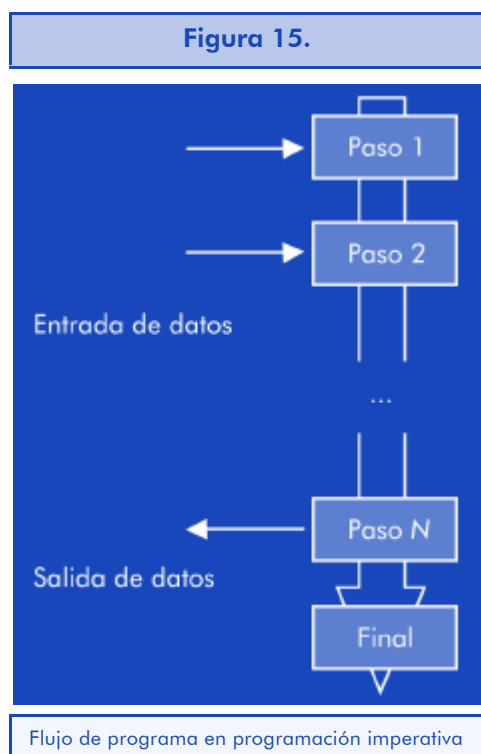 Figura 15.
Paso 1
Paso 2
Entrada de datos
...
Paso N
Salida de datos
Final
Flujo de programa en programación imperativa